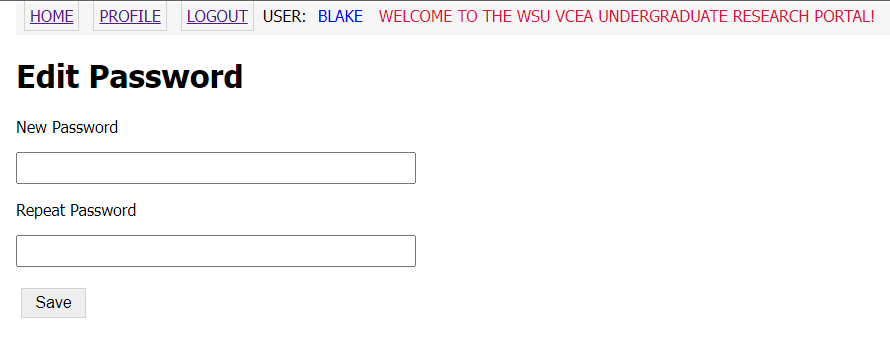 HOME PROFILE LOGOUT USER: BLAKE WELCOME TO THE WSU VCEA UNDERGRADUATE RESEARCH PORTAL!
Edit Password
New Password
Repeat Password
Save